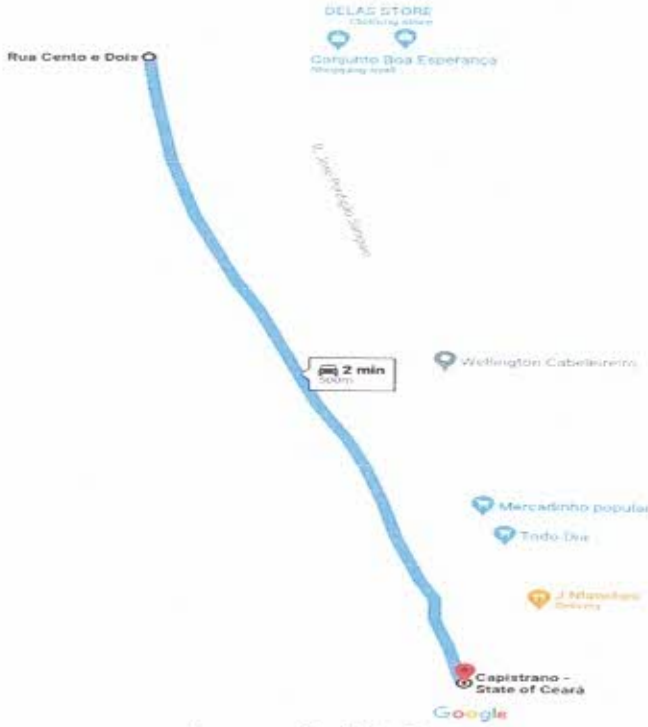 DELAS STORE
Clothing store
Rua Cento e Dois
Conjunto Boa Esperança
Shopping mall
2 min
500m
Wellington Cabeleireiro
Mercadinho popular
Todo Dia
Delivery
Capistrano -
State of Ceará
Google